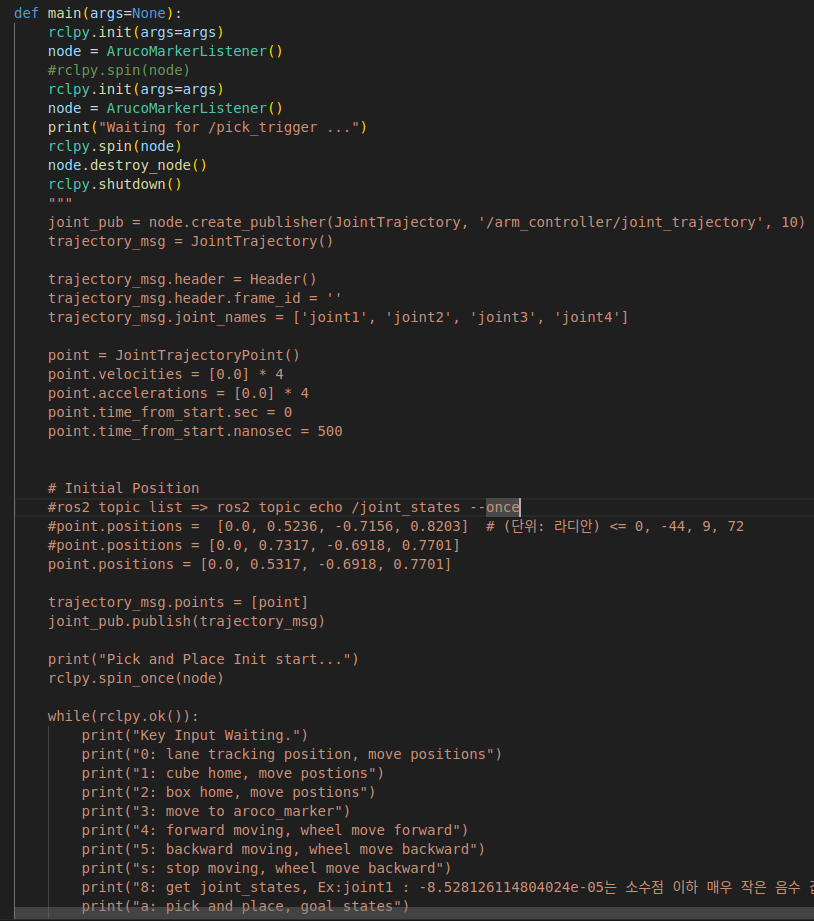 def main(args=None):
    rclpy.init(args=args)
    node = ArucoMarkerListener()
    #rclpy.spin(node)
    rclpy.init(args=args)
    node = ArucoMarkerListener()
    print("Waiting for /pick_trigger ...")
    rclpy.spin(node)
    node.destroy_node()
    rclpy.shutdown()
    """
    joint_pub = node.create_publisher(JointTrajectory, '/arm_controller/joint_trajectory', 10)
    trajectory_msg = JointTrajectory()

    trajectory_msg.header = Header()
    trajectory_msg.header.frame_id = ''
    trajectory_msg.joint_names = ['joint1', 'joint2', 'joint3', 'joint4']

    point = JointTrajectoryPoint()
    point.velocities = [0.0] * 4
    point.accelerations = [0.0] * 4
    point.time_from_start.sec = 0
    point.time_from_start.nanosec = 500


    # Initial Position
    #ros2 topic list => ros2 topic echo /joint_states --once
    #point.positions =  [0.0, 0.5236, -0.7156, 0.8203]  # (단위: 라디안) <= 0, -44, 9, 72
    #point.positions = [0.0, 0.7317, -0.6918, 0.7701]
    point.positions = [0.0, 0.5317, -0.6918, 0.7701]

    trajectory_msg.points = [point]
    joint_pub.publish(trajectory_msg)

    print("Pick and Place Init start...")
    rclpy.spin_once(node)

    while(rclpy.ok()):
        print("Key Input Waiting.")
        print("0: lane tracking position, move positions")
        print("1: cube home, move postions")
        print("2: box home, move postions")
        print("3: move to aroco_marker")
        print("4: forward moving, wheel move forward")
        print("5: backward moving, wheel move backward")
        print("s: stop moving, wheel move backward")
        print("8: get joint_states, Ex:joint1 : -8.528126114804024e-05는 소수점 이하 매우 작은 음수
        print("a: pick and place, goal states")